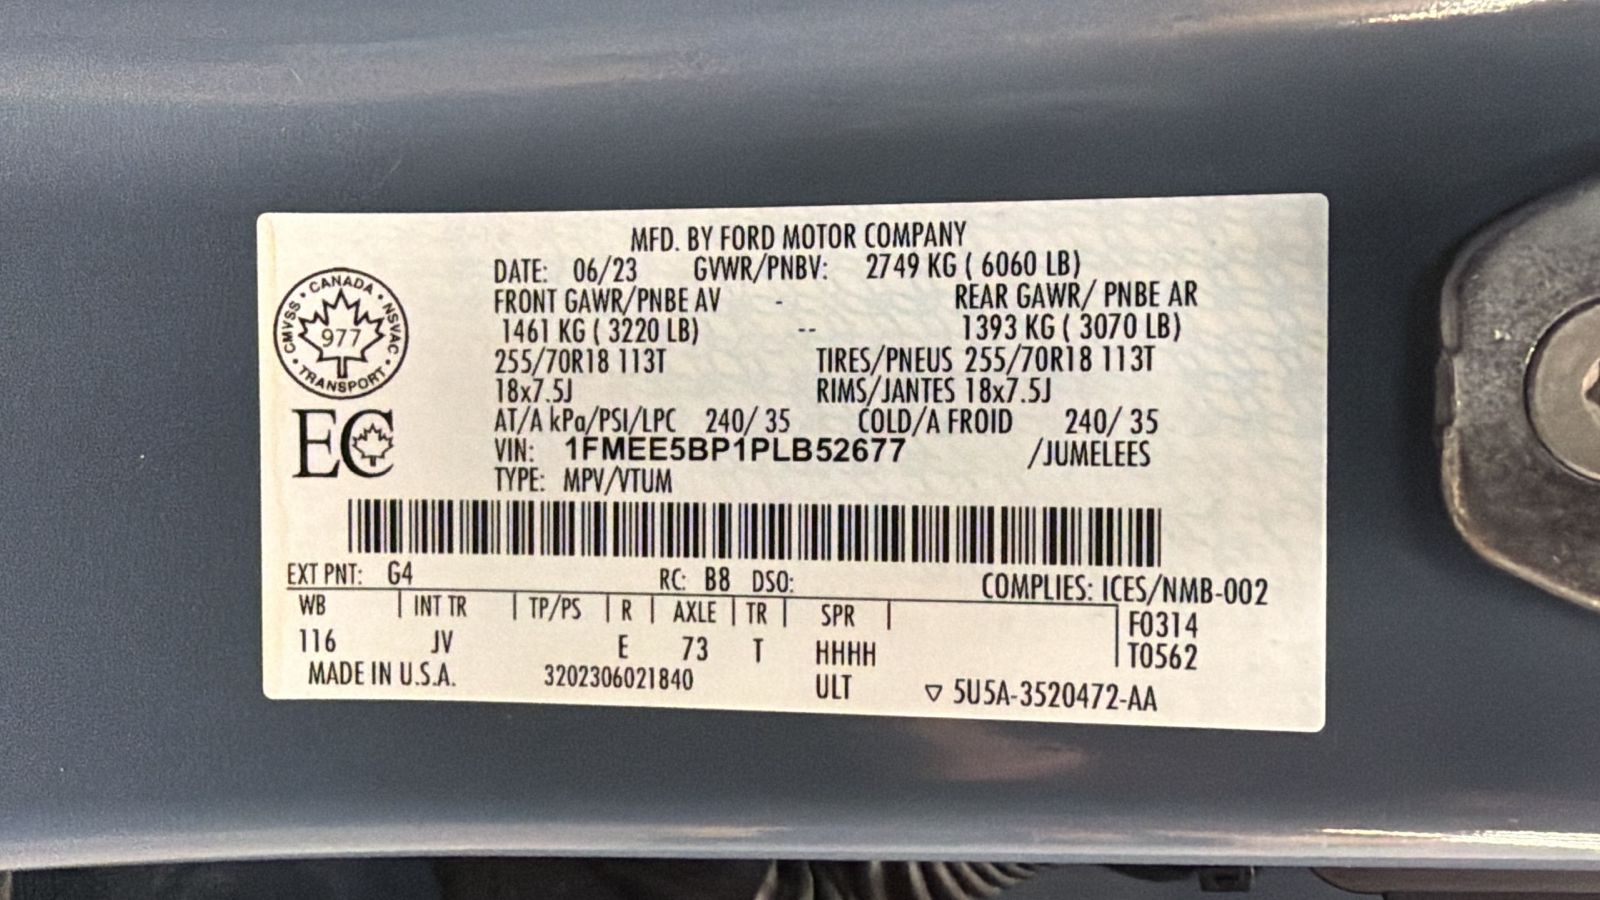 MFD. BY FORD MOTOR COMPANY
DATE: 06/23 GVWR/PNBV: 2749 KG ( 6060 LB)
FRONT GAWR/PNBE AV - REAR GAWR/ PNBE AR
1461 KG ( 3220 LB) -- 1393 KG ( 3070 LB)
255/70R18 113T TIRES/PNEUS 255/70R18 113T
18x7.5J RIMS/JANTES 18x7.5J
AT/A kPa/PSI/LPC 240/ 35 COLD/A FROID 240/ 35
VIN: 1FMEE5BP1PLB52677 /JUMELEES
TYPE: MPV/VTUM
CMVSS • CANADA • NSVAC • TRANSPORT •
977
EC
EXT PNT: G4 RC: B8 DSO: COMPLIES: ICES/NMB-002
WB | INT TR | TP/PS | R | AXLE | TR | SPR | F0314
116 JV E 73 T HHHH T0562
MADE IN U.S.A. 3202306021840 ULT ▽ 5U5A-3520472-AA